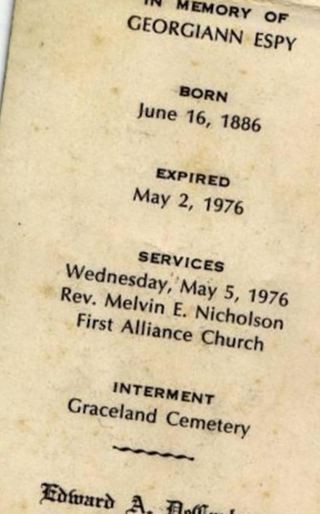 IN MEMORY OF
GEORGIANN ESPY
BORN
June 16, 1886
EXPIRED
May 2, 1976
SERVICES
Wednesday, May 5, 1976
Rev. Melvin E. Nicholson
First Alliance Church
INTERMENT
Graceland Cemetery
Edward A.